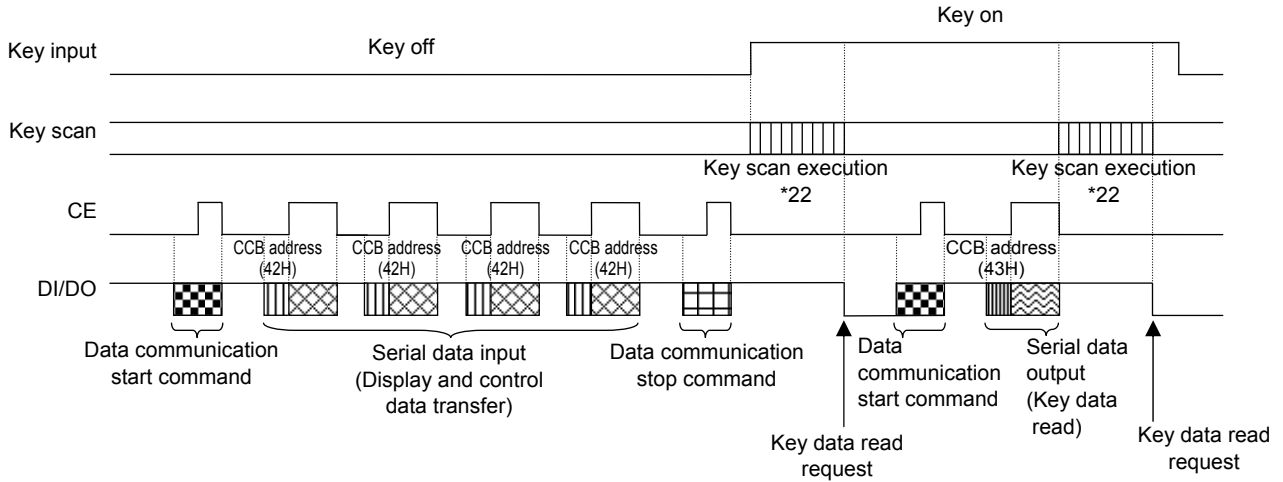 Key on
Key input
Key off
Key scan
Key scan execution
*22
Key scan execution
*22
CE
CCB address
(42H)
CCB address
(42H)
CCB address
(42H)
CCB address
(42H)
CCB address
(43H)
DI/DO
Data communication
start command
Serial data input
(Display and control
data transfer)
Data communication
stop command
Data
communication
start command
Serial data
output
(Key data
read)
Key data read
request
Key data read
request